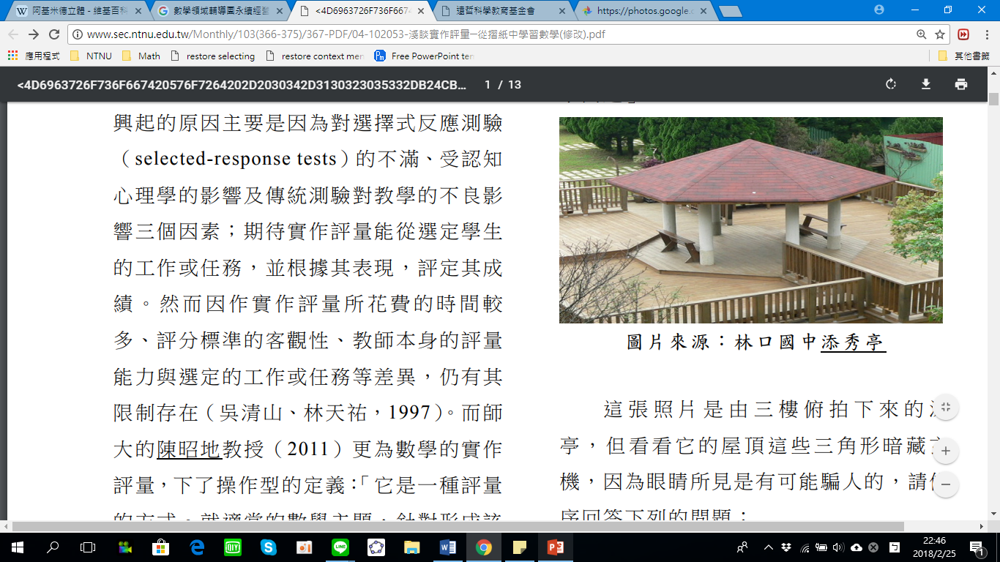 阿基米德立體 - 維基百科
數學領域輔導團永續經營
<4D6963726F736F667
遠哲科學教育基金會
https://photos.google.c
www.sec.ntnu.edu.tw/Monthly/103(366-375)/367-PDF/04-102053-淺談實作評量─從摺紙中學習數學(修改).pdf
應用程式
NTNU
Math
restore selecting
restore context men
Free PowerPoint ten
其他書籤
<4D6963726F736F667420576F7264202D2030342D3130323035332DB24CB...
1 / 13
興起的原因主要是因為對選擇式反應測驗
（selected-response tests）的不滿、受認知
心理學的影響及傳統測驗對教學的不良影
響三個因素；期待實作評量能從選定學生
的工作或任務，並根據其表現，評定其成
績。然而因作實作評量所花費的時間較
多、評分標準的客觀性、教師本身的評量
能力與選定的工作或任務等差異，仍有其
限制存在（吳清山、林天祐，1997）。而師
大的陳昭地教授（2011）更為數學的實作
評量，下了操作型的定義：「它是一種評量
的方式。就適當的數學主題，針對形成該
圖片來源：林口國中添秀亭
這張照片是由三樓俯拍下來的
亭，但看看它的屋頂這些三角形暗藏
機，因為眼睛所見是有可能騙人的，請
序回答下列的問題：
22:46
2018/2/25